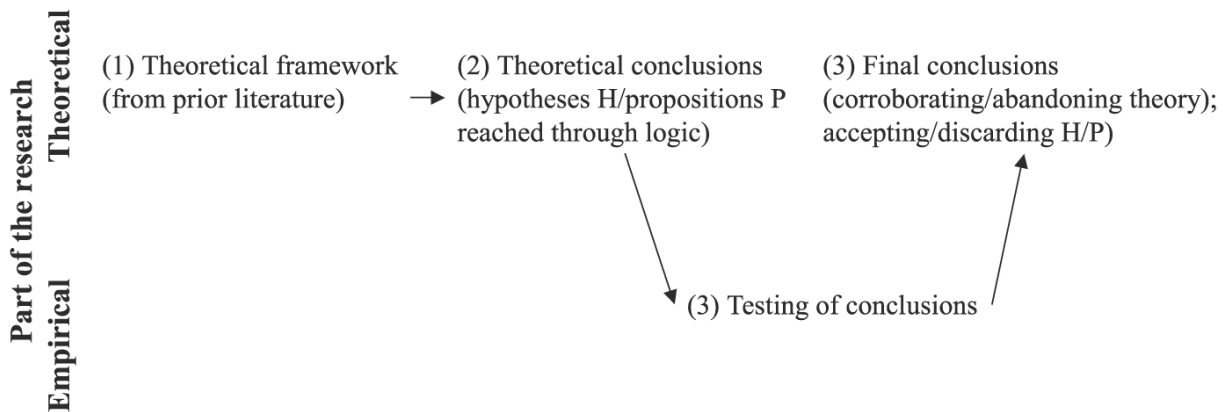 Part of the research
Theoretical
Empirical
(1) Theoretical framework
(from prior literature)
(2) Theoretical conclusions
(hypotheses H/propositions P
reached through logic)
(3) Final conclusions
(corroborating/abandoning theory);
accepting/discarding H/P)
(3) Testing of conclusions